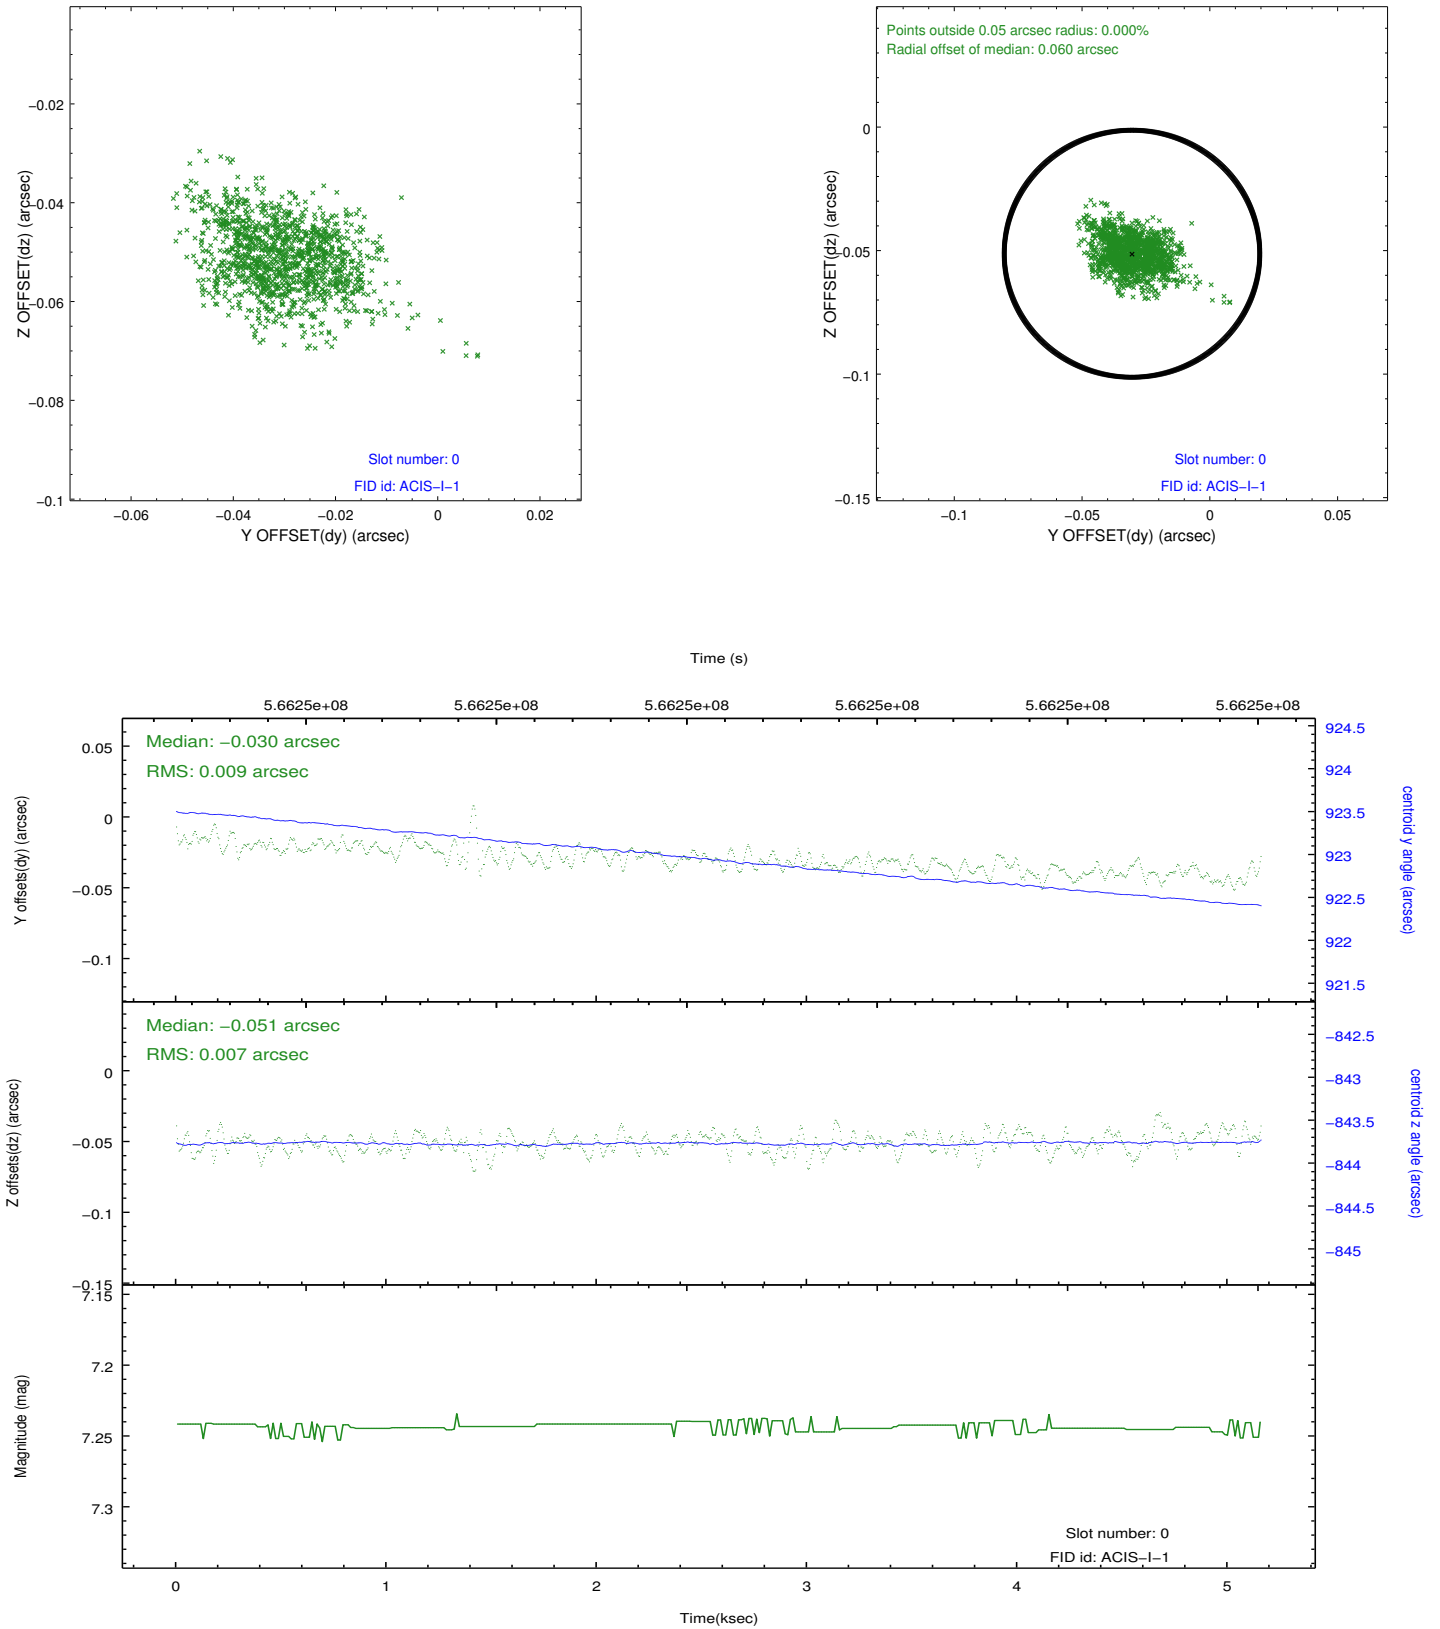 −0.02
−0.04
−0.06
−0.08
−0.1
Z OFFSET(dz) (arcsec)
Slot number: 0
FID id: ACIS−I−1
−0.06 −0.04 −0.02 0 0.02
Y OFFSET(dy) (arcsec)
Points outside 0.05 arcsec radius: 0.000%
Radial offset of median: 0.060 arcsec
0
−0.05
−0.1
−0.15
Z OFFSET(dz) (arcsec)
Slot number: 0
FID id: ACIS−I−1
−0.1 −0.05 0 0.05
Y OFFSET(dy) (arcsec)
Time (s)
5.6625e+08 5.6625e+08 5.6625e+08 5.6625e+08 5.6625e+08 5.6625e+08
Median: −0.030 arcsec
RMS: 0.009 arcsec
0.05
0
−0.05
−0.1
Y offsets(dy) (arcsec)
924.5
924
923.5
923
922.5
922
921.5
centroid y angle (arcsec)
Median: −0.051 arcsec
RMS: 0.007 arcsec
0
−0.05
−0.1
−0.15
Z offsets(dz) (arcsec)
−842.5
−843
−843.5
−844
−844.5
−845
centroid z angle (arcsec)
7.15
7.2
7.25
7.3
Magnitude (mag)
Slot number: 0
FID id: ACIS−I−1
0 1 2 3 4 5
Time(ksec)